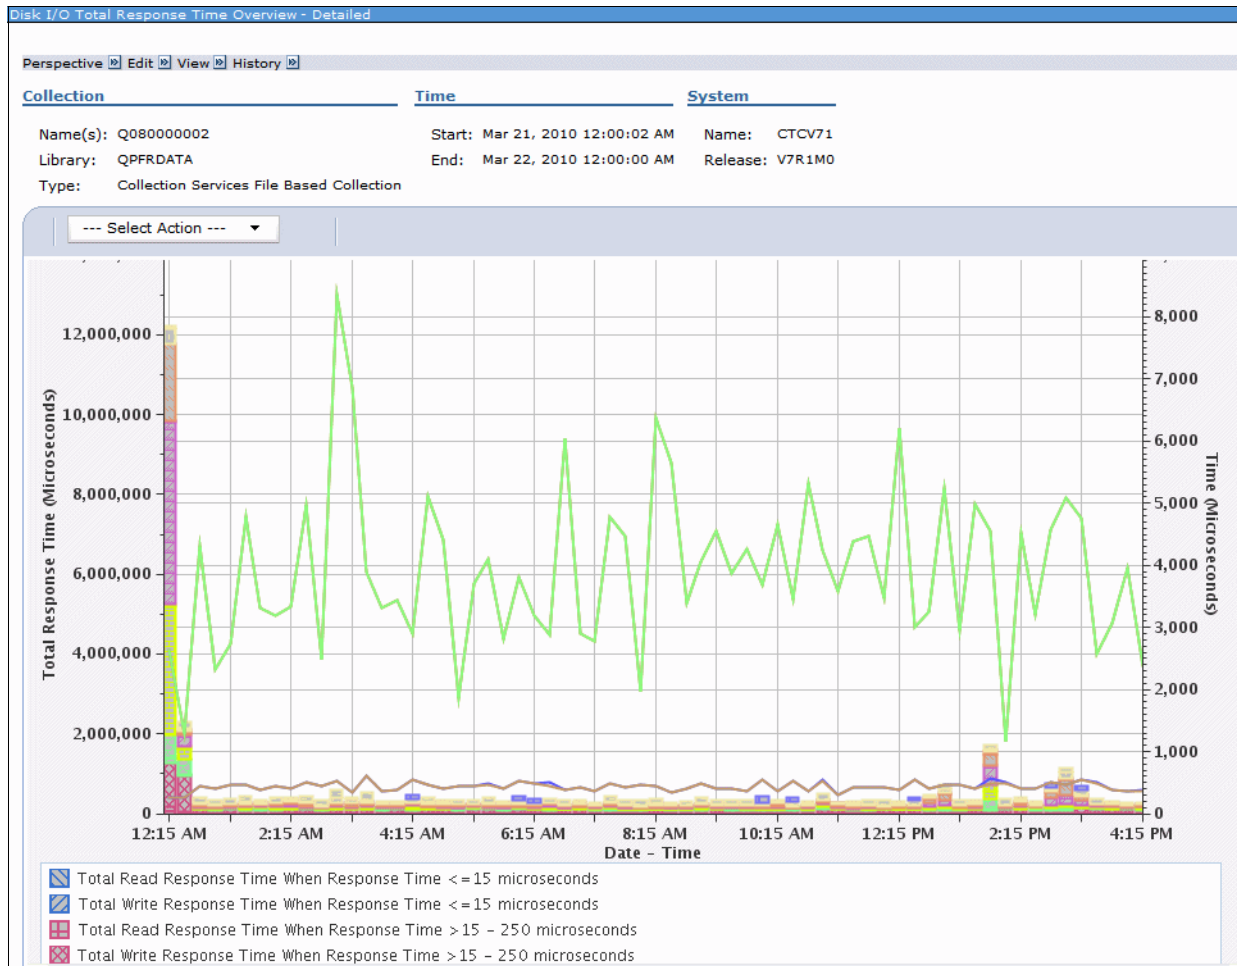 Disk I/O Total Response Time Overview - Detailed
Perspective Edit View History
Collection Time System
Name(s): Q080000002 Start: Mar 21, 2010 12:00:02 AM Name: CTCV71
Library: QPFRDATA End: Mar 22, 2010 12:00:00 AM Release: V7R1M0
Type: Collection Services File Based Collection
--- Select Action ---
12,000,000
10,000,000
8,000,000
6,000,000
4,000,000
2,000,000
0
Total Response Time (Microseconds)
8,000
7,000
6,000
5,000
4,000
3,000
2,000
1,000
0
Time (Microseconds)
12:15 AM 2:15 AM 4:15 AM 6:15 AM 8:15 AM 10:15 AM 12:15 PM 2:15 PM 4:15 PM
Date - Time
Total Read Response Time When Response Time <=15 microseconds
Total Write Response Time When Response Time <=15 microseconds
Total Read Response Time When Response Time >15 - 250 microseconds
Total Write Response Time When Response Time >15 - 250 microseconds